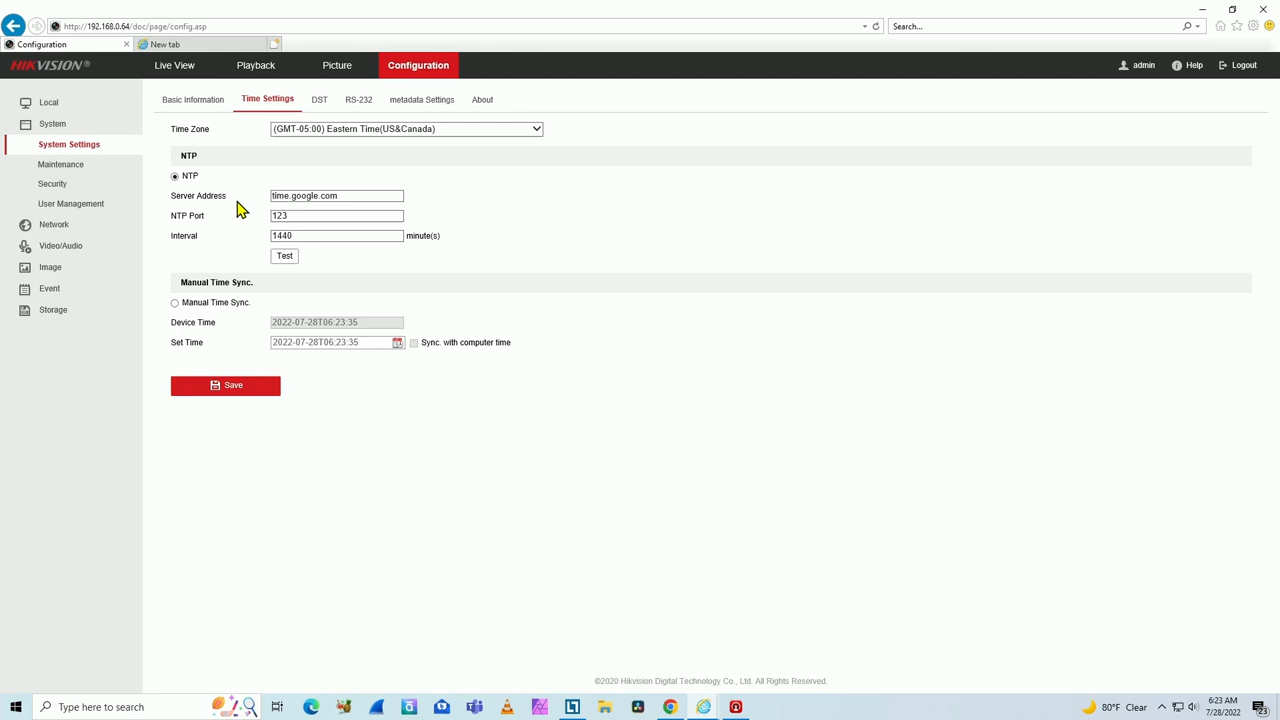 http://192.168.0.64/doc/page/config.asp
Search...
Configuration
New tab
HIKVISION®
Live View
Playback
Picture
Configuration
admin
Help
Logout
Local
System
System Settings
Maintenance
Security
User Management
Network
Video/Audio
Image
Event
Storage
Basic Information
Time Settings
DST
RS-232
metadata Settings
About
Time Zone
(GMT-05:00) Eastern Time(US&Canada)
NTP
NTP
Server Address
time.google.com
NTP Port
123
Interval
1440
minute(s)
Test
Manual Time Sync.
Manual Time Sync.
Device Time
2022-07-28T06:23:35
Set Time
2022-07-28T06:23:35
Sync. with computer time
Save
©2020 Hikvision Digital Technology Co., Ltd. All Rights Reserved.
Type here to search
80°F Clear
6:23 AM
7/28/2022
23